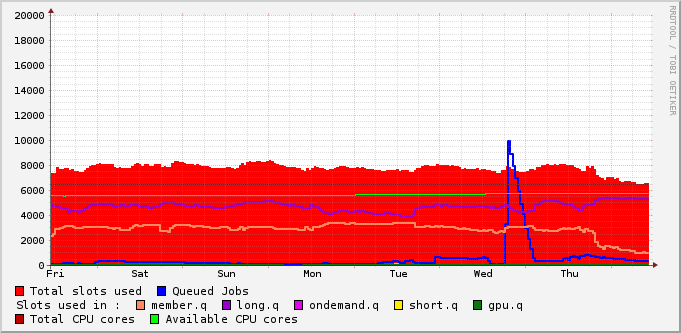 20000
18000
16000
14000
12000
10000
8000
6000
4000
2000
0
Fri Sat Sun Mon Tue Wed Thu
Total slots used Queued Jobs
Slots used in : member.q long.q ondemand.q short.q gpu.q
Total CPU cores Available CPU cores
RRDTOOL / TOBI OETIKER